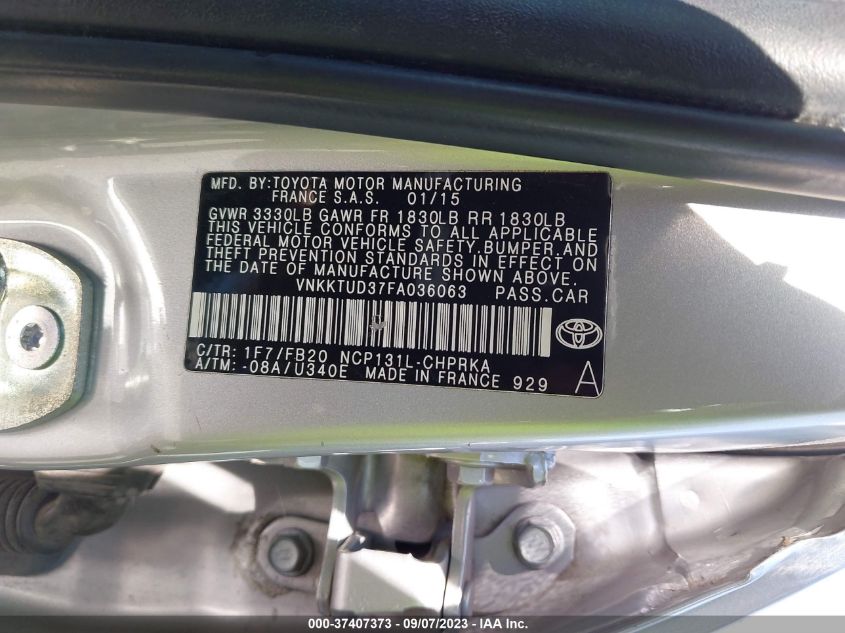 MFD. BY:TOYOTA MOTOR MANUFACTURING
FRANCE S.A.S. 01/15
GVWR 3330LB GAWR FR 1830LB RR 1830LB
THIS VEHICLE CONFORMS TO ALL APPLICABLE
FEDERAL MOTOR VEHICLE SAFETY,BUMPER,AND
THEFT PREVENTION STANDARDS IN EFFECT ON
THE DATE OF MANUFACTURE SHOWN ABOVE.
VNKKTUD37FA036063 PASS.CAR
C/TR: 1F7/FB20 NCP131L-CHPRKA
A/TM: -08A/U340E MADE IN FRANCE 929 A
000-37407373 - 09/07/2023 - IAA Inc.